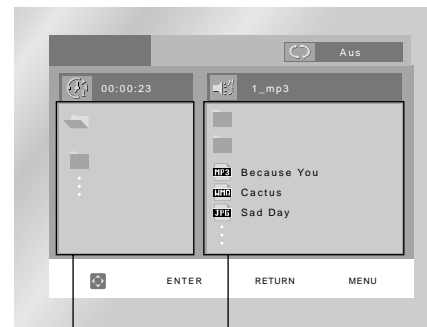 Aus
00:00:23
1_mp3
MP3 Because You
WMA Cactus
JPG Sad Day
ENTER RETURN MENU